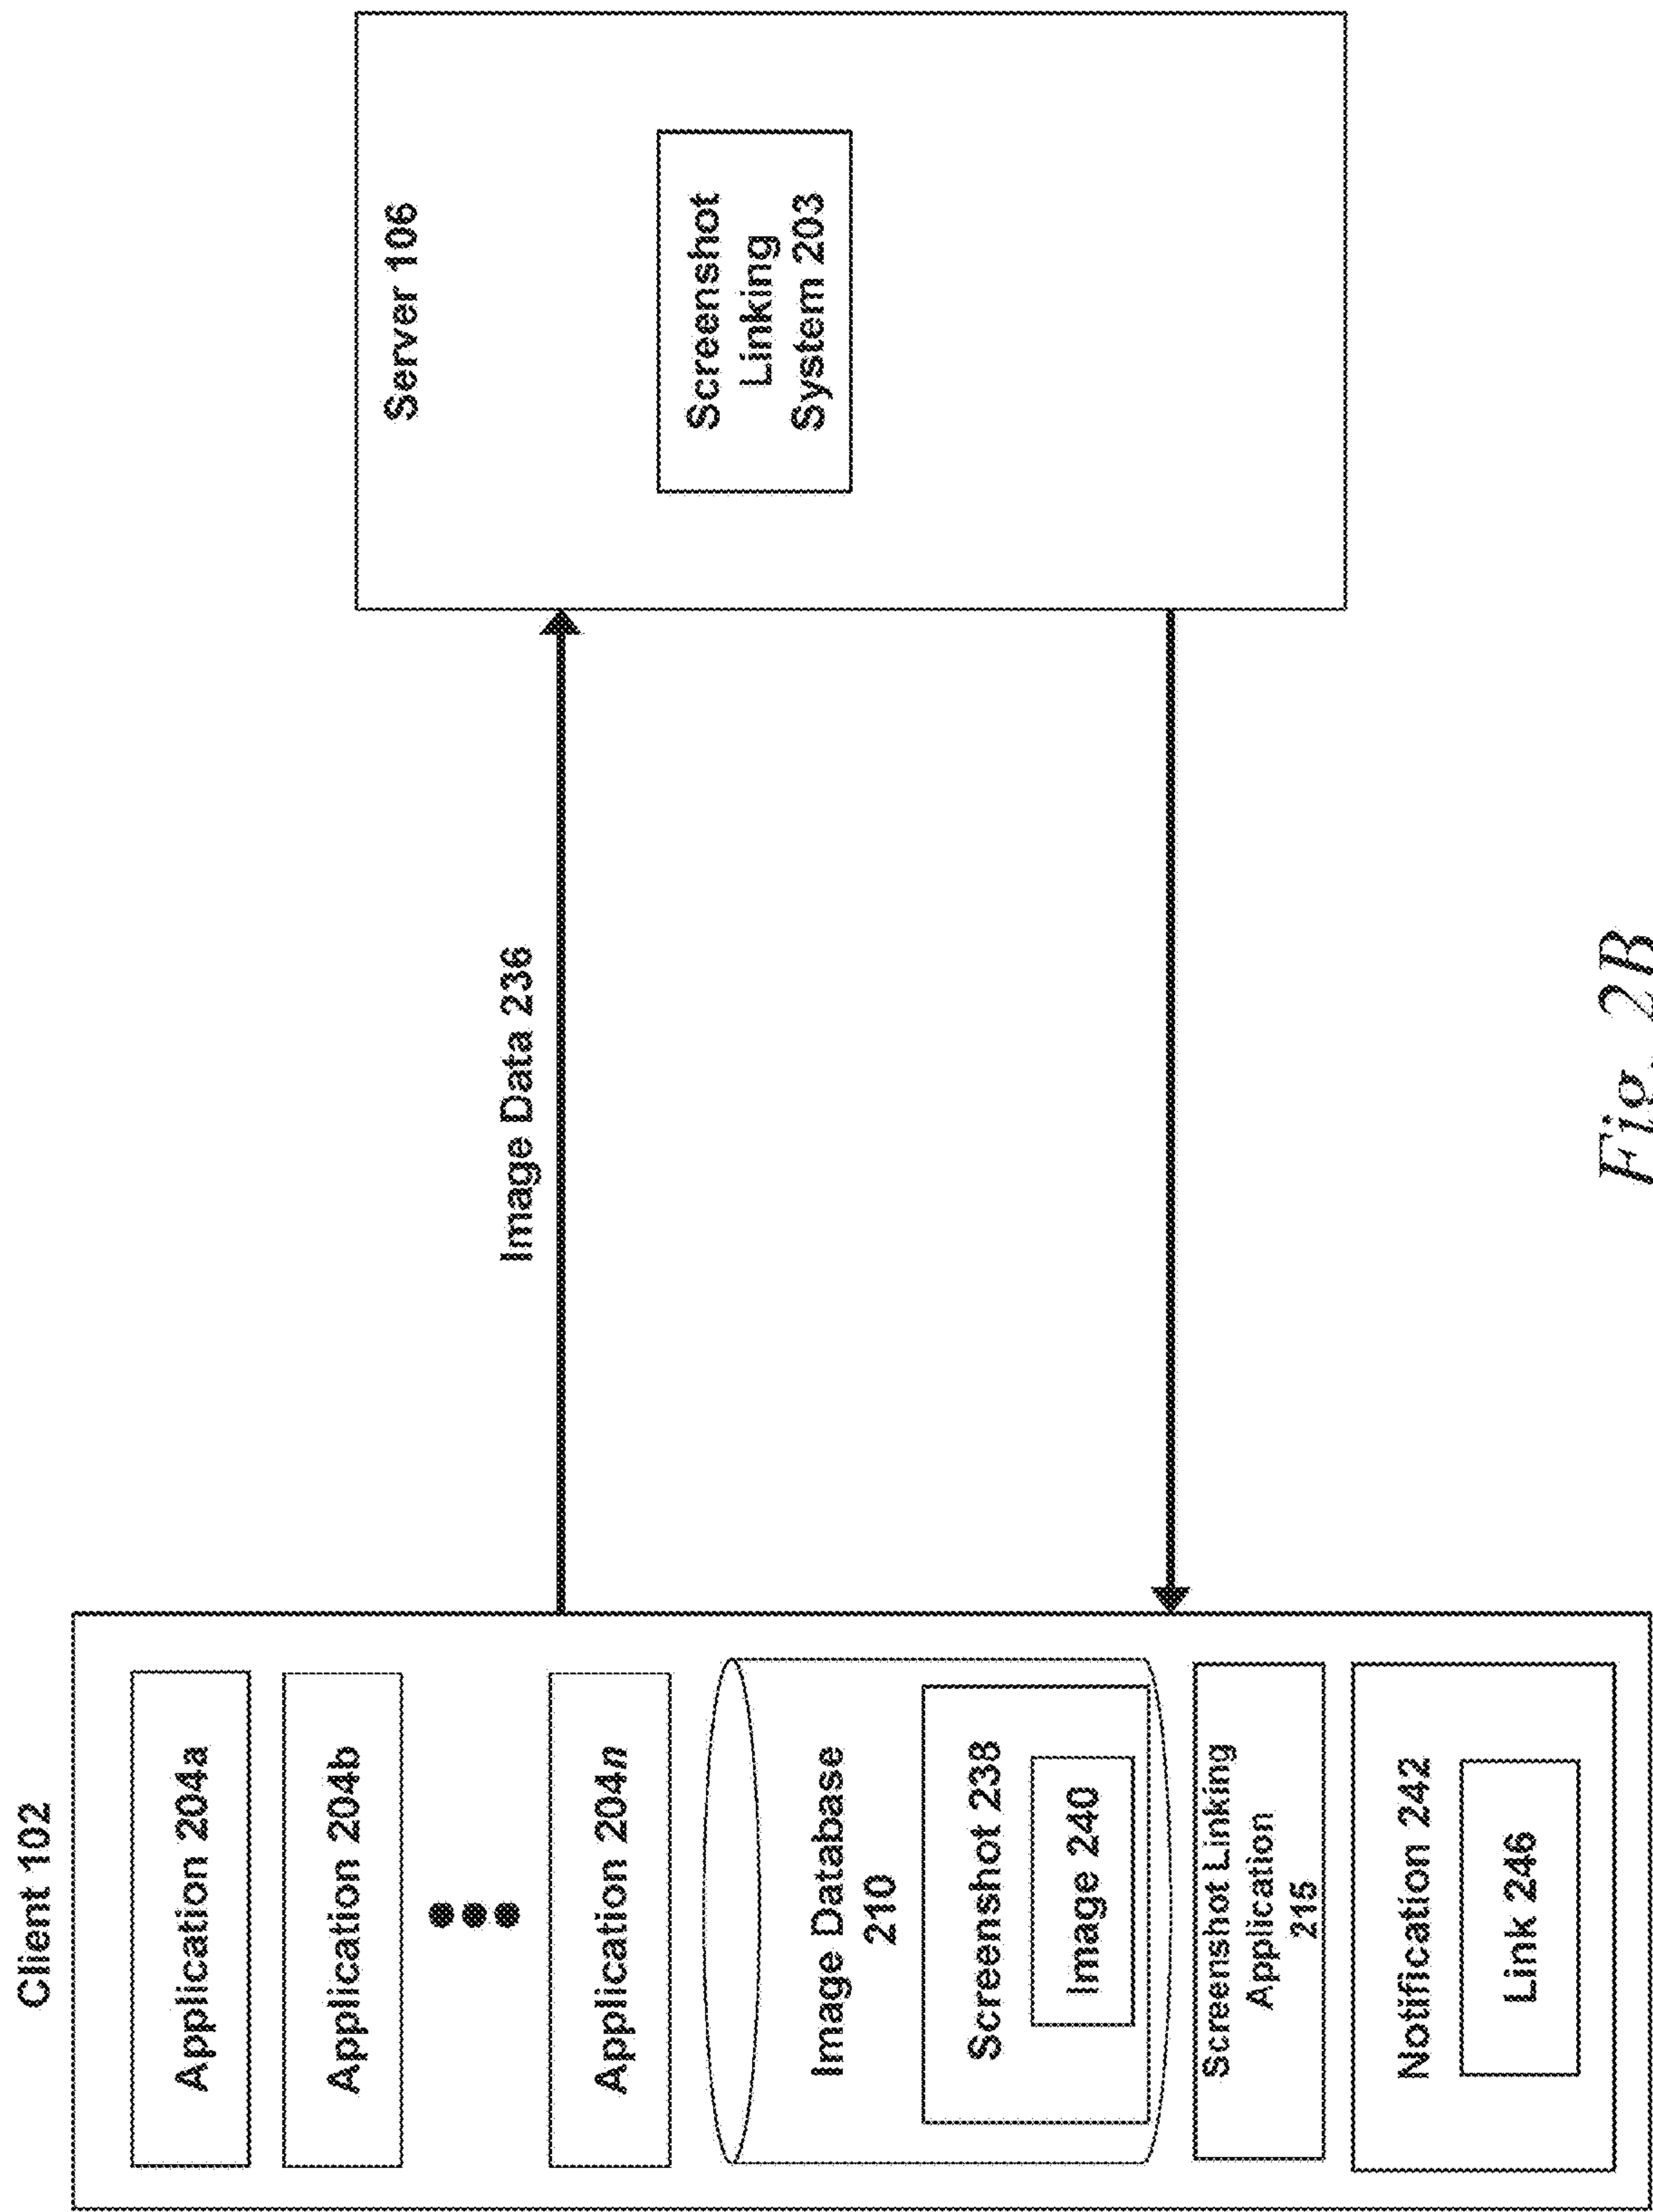 Client 102
Application 204a
Application 204b
Application 204n
Image Database
210
Screenshot 238
Image 240
Screenshot Linking
Application
215
Notification 242
Link 246
Image Data 236
Server 106
Screenshot
Linking
System 203
Fig. 2B